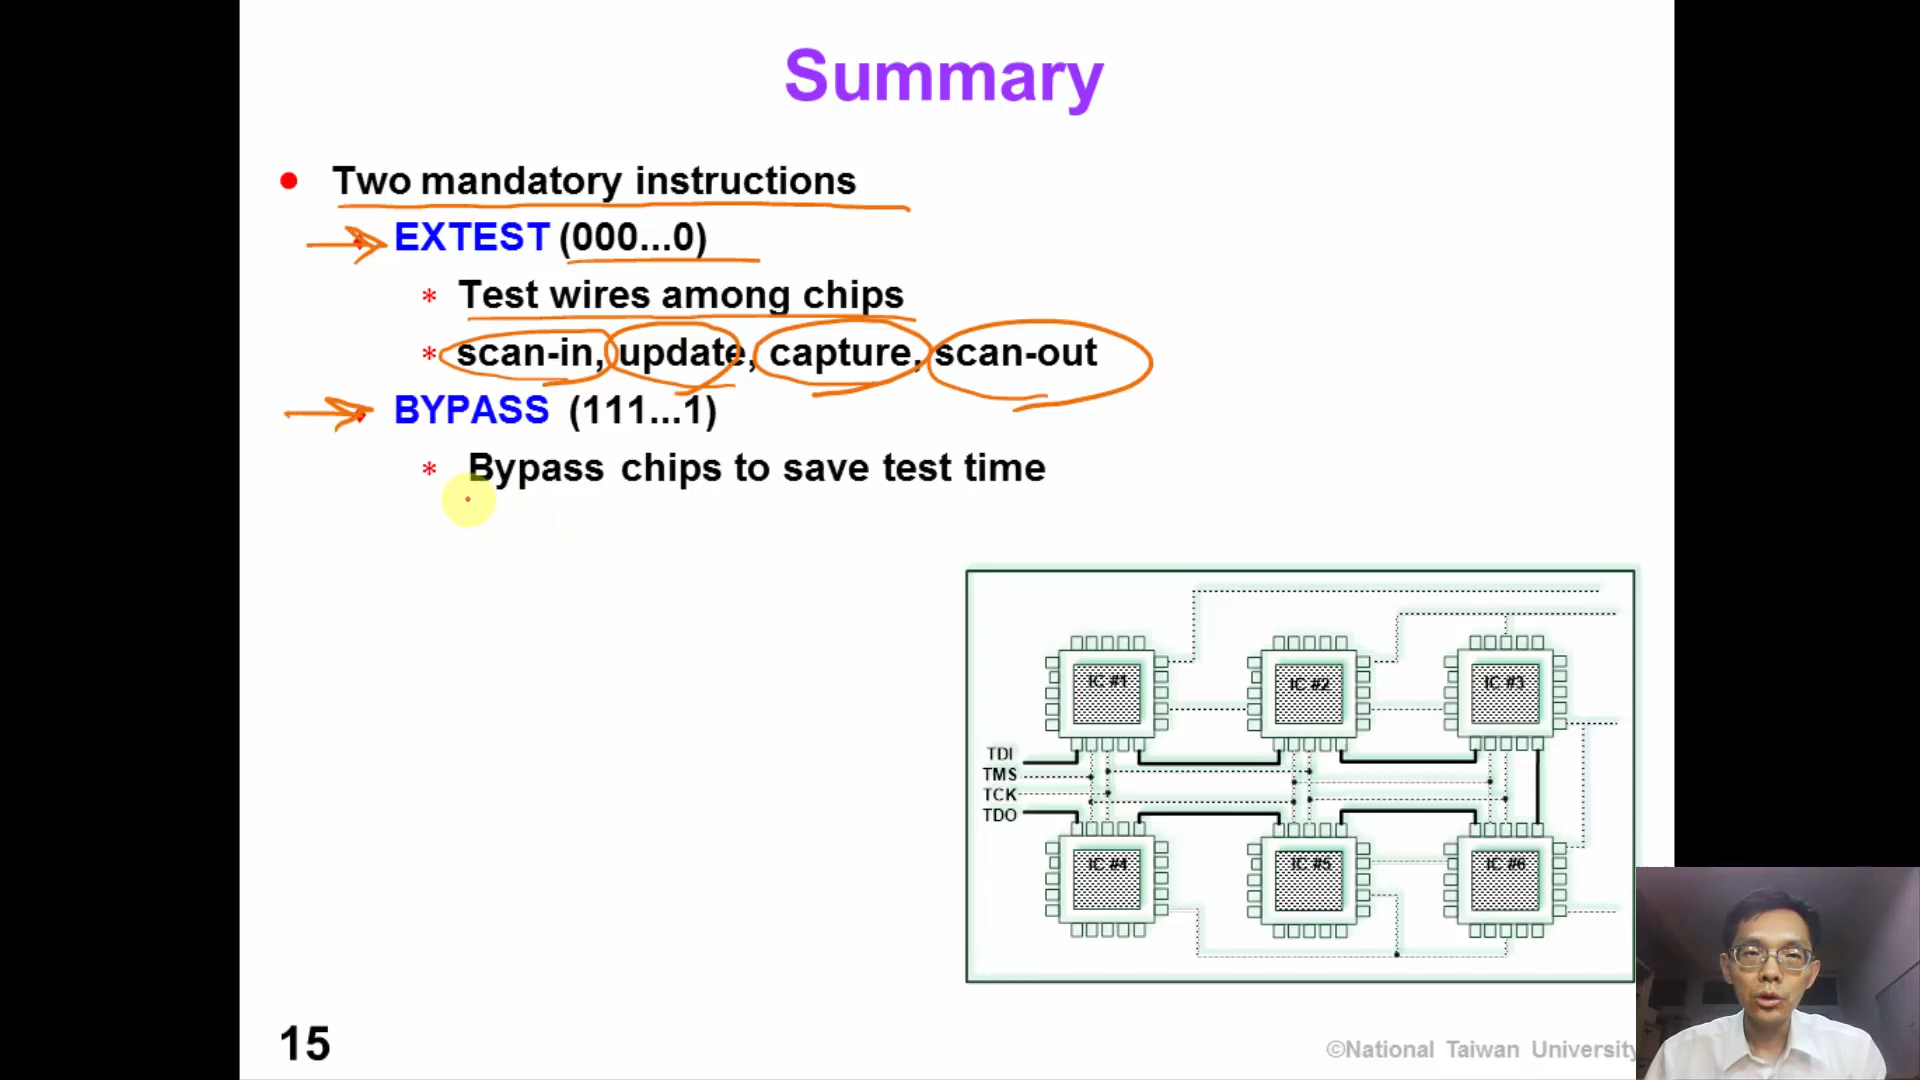 Summary
• Two mandatory instructions
EXTEST (000...0)
* Test wires among chips
* scan-in, update, capture, scan-out
BYPASS (111...1)
* Bypass chips to save test time
IC #1
IC #2
IC #3
TDI
TMS
TCK
TDO
IC #4
IC #5
IC #6
15
©National Taiwan University